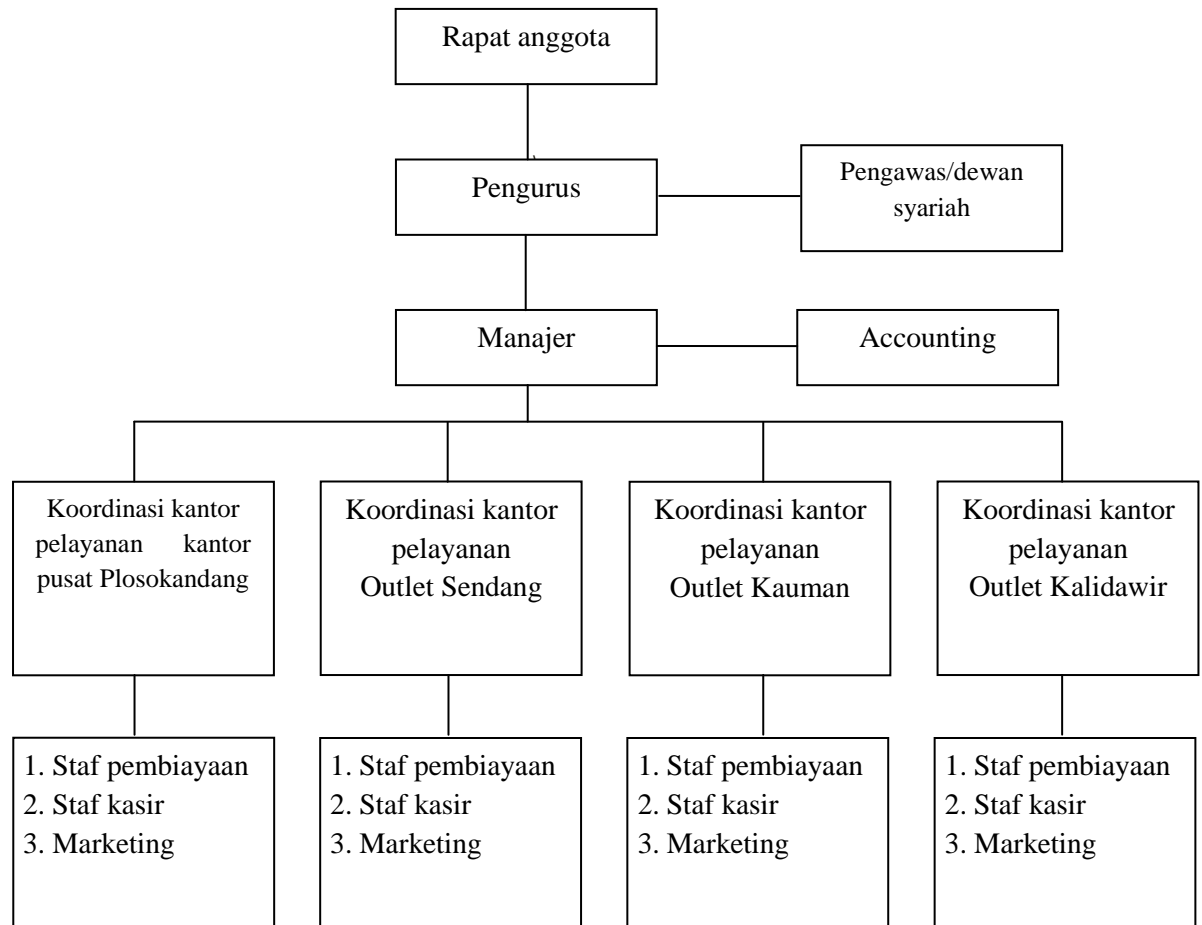 Rapat anggota
Pengurus
Pengawas/dewan
syariah
Manajer
Accounting
Koordinasi kantor
pelayanan kantor
pusat Plosokandang
Koordinasi kantor
pelayanan
Outlet Sendang
Koordinasi kantor
pelayanan
Outlet Kauman
Koordinasi kantor
pelayanan
Outlet Kalidawir
1. Staf pembiayaan
2. Staf kasir
3. Marketing
1. Staf pembiayaan
2. Staf kasir
3. Marketing
1. Staf pembiayaan
2. Staf kasir
3. Marketing
1. Staf pembiayaan
2. Staf kasir
3. Marketing